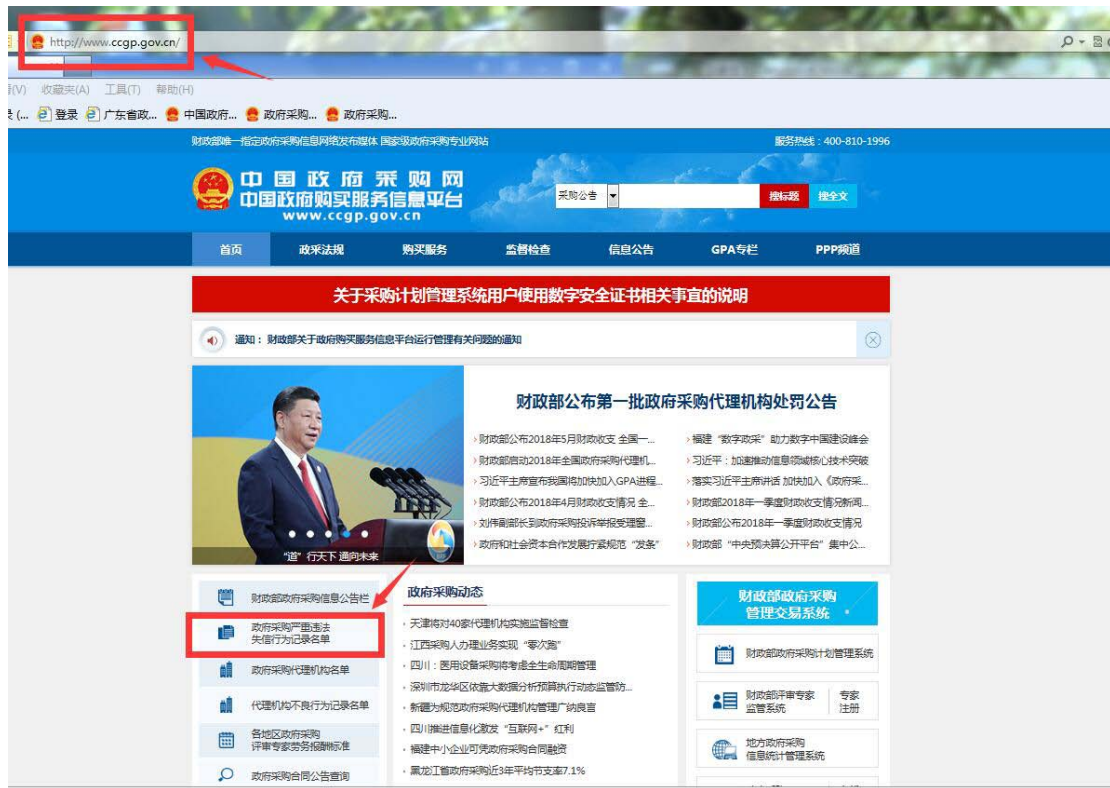 http://www.ccgp.gov.cn/
(V) 收藏夹(A) 工具(T) 帮助(H)
登录 广东省政... 中国政府... 政府采购... 政府采购...
财政部唯一指定政府采购信息网络发布媒体 国家级政府采购专业网站
服务热线：400-810-1996
中国政府采购网
中国政府购买服务信息平台
www.ccgp.gov.cn
采购公告
搜标题 搜全文
首页 政采法规 购买服务 监督检查 信息公告 GPA专栏 PPP频道
关于采购计划管理系统用户使用数字安全证书相关事宜的说明
通知：财政部关于政府购买服务信息平台运行管理有关问题的通知
财政部公布第一批政府采购代理机构处罚公告
财政部公布2018年5月财政收支 全国一...
福建“数字政采”助力数字中国建设峰会
财政部启动2018年全国政府采购代理机...
习近平：加速推动信息领域核心技术突破
习近平主席宣布我国将加快加入GPA进程...
落实习近平主席讲话 加快加入《政府采...
财政部公布2018年4月财政收支情况 全...
财政部2018年一季度财政收支情况新闻...
刘伟副部长到政府采购投诉举报受理窗...
财政部公布2018年一季度财政收支情况
政府和社会资本合作发展拧紧规范“发条”
财政部“中央预决算公开平台”集中公...
“道”行天下 通向未来
财政部政府采购信息公告栏
政府采购严重违法
失信行为记录名单
政府采购代理机构名单
代理机构不良行为记录名单
各地区政府采购
评审专家劳务报酬标准
政府采购合同公告查询
政府采购动态
天津将对40家代理机构实施监督检查
江西采购人办理业务实现“零次跑”
四川：医用设备采购将考虑全生命周期管理
深圳市龙华区依靠大数据分析预算执行动态监管防...
新疆为规范政府采购代理机构管理广纳良言
四川推进信息化激发“互联网+”红利
福建中小企业可凭政府采购合同融资
黑龙江省政府采购近3年平均节支率7.1%
财政部政府采购
管理交易系统
财政部政府采购计划管理系统
财政部评审专家
监管系统
专家
注册
地方政府采购
信息统计管理系统